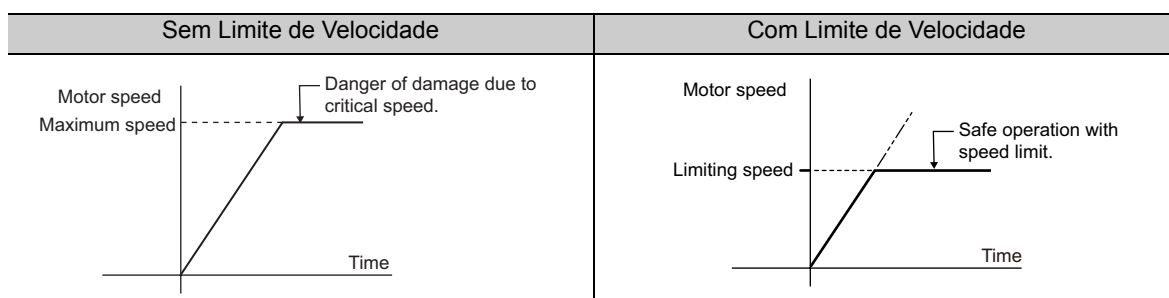 Sem Limite de Velocidade
Com Limite de Velocidade
Motor speed
Maximum speed
Danger of damage due to
critical speed.
Time
Motor speed
Limiting speed
Safe operation with
speed limit.
Time